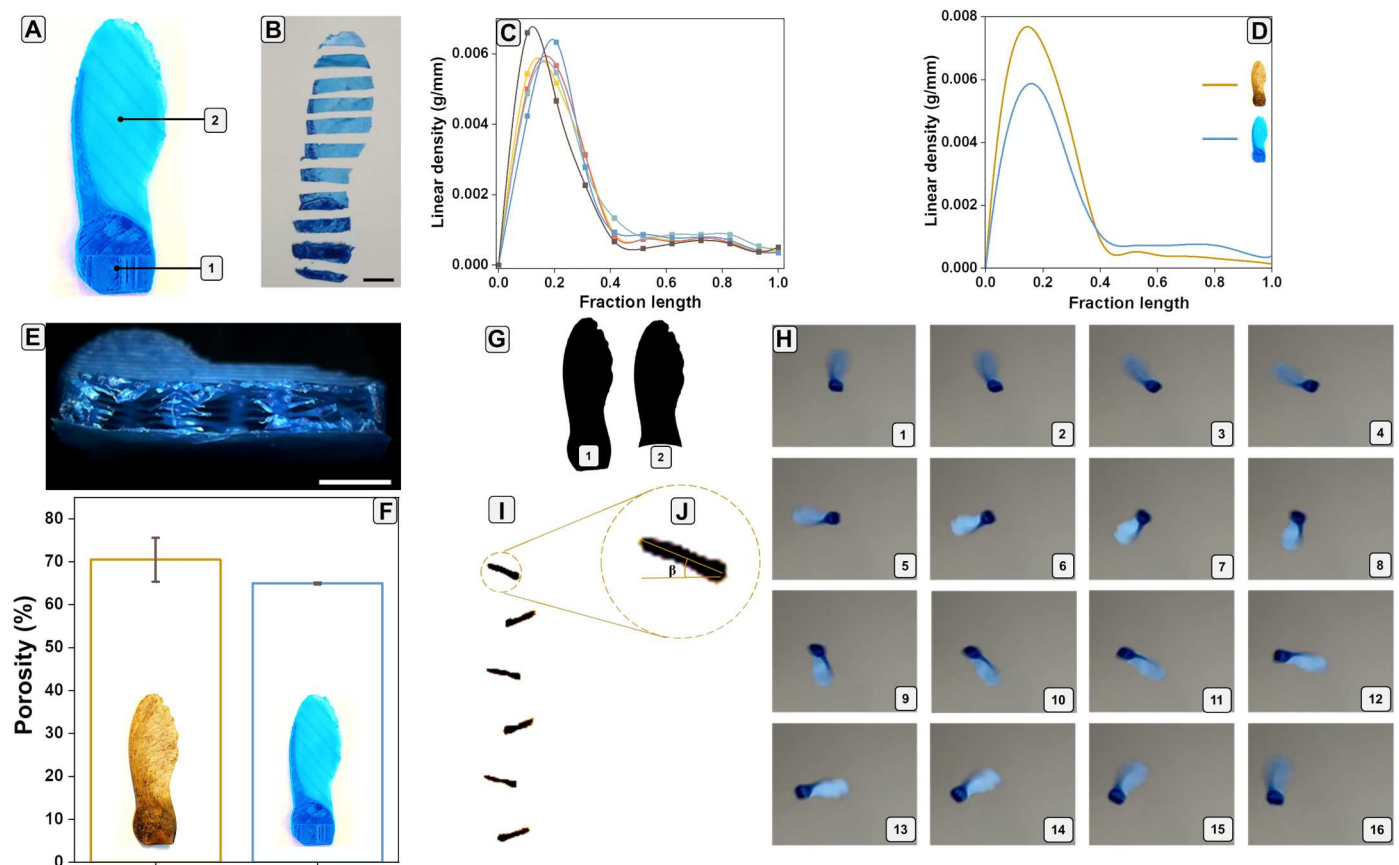 A
2
1
B
C
Linear density (g/mm)
0.006
0.004
0.002
0.000
0.0 0.2 0.4 0.6 0.8 1.0
Fraction length
D
Linear density (g/mm)
0.008
0.006
0.004
0.002
0.000
0.0 0.2 0.4 0.6 0.8 1.0
Fraction length
E
F
Porosity (%)
80
70
60
50
40
30
20
10
0
G
1 2
I
J
β
H
1 2 3 4
5 6 7 8
9 10 11 12
13 14 15 16